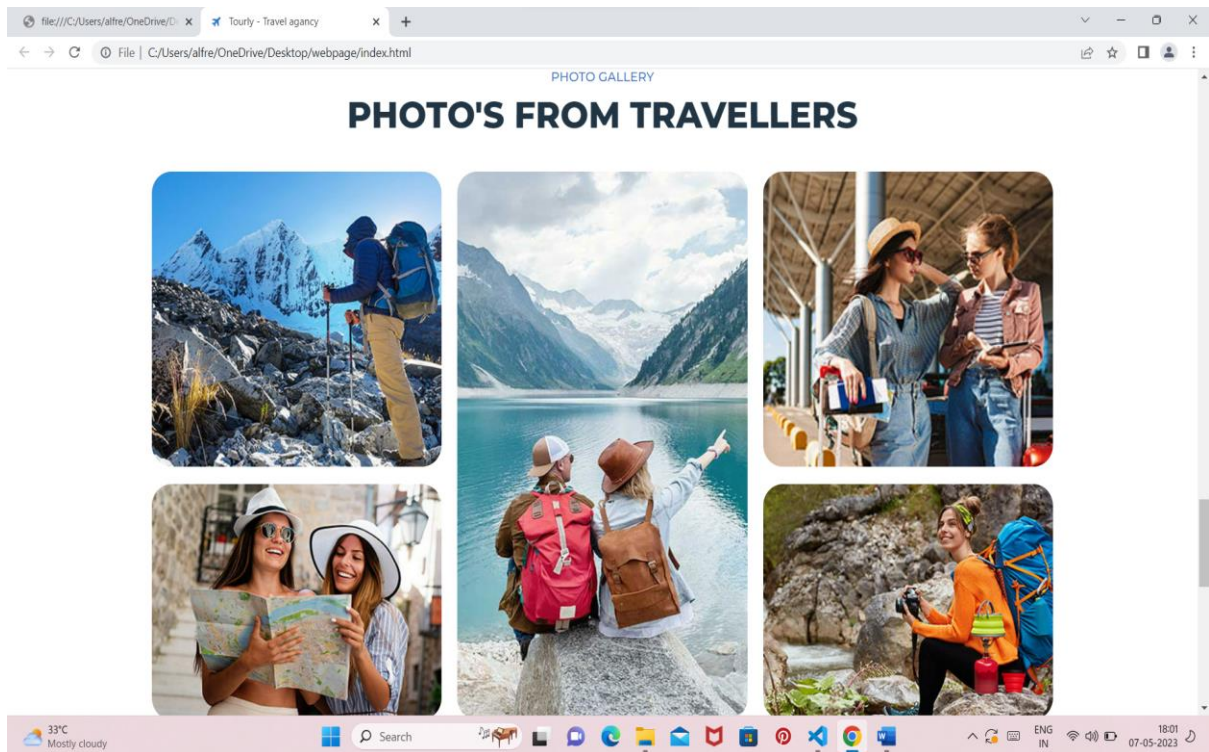 file:///C:/Users/alfre/OneDrive/D
Tourly - Travel agancy
File | C:/Users/alfre/OneDrive/Desktop/webpage/index.html
PHOTO GALLERY
PHOTO'S FROM TRAVELLERS
33°C
Mostly cloudy
Search
ENG
IN
18:01
07-05-2023